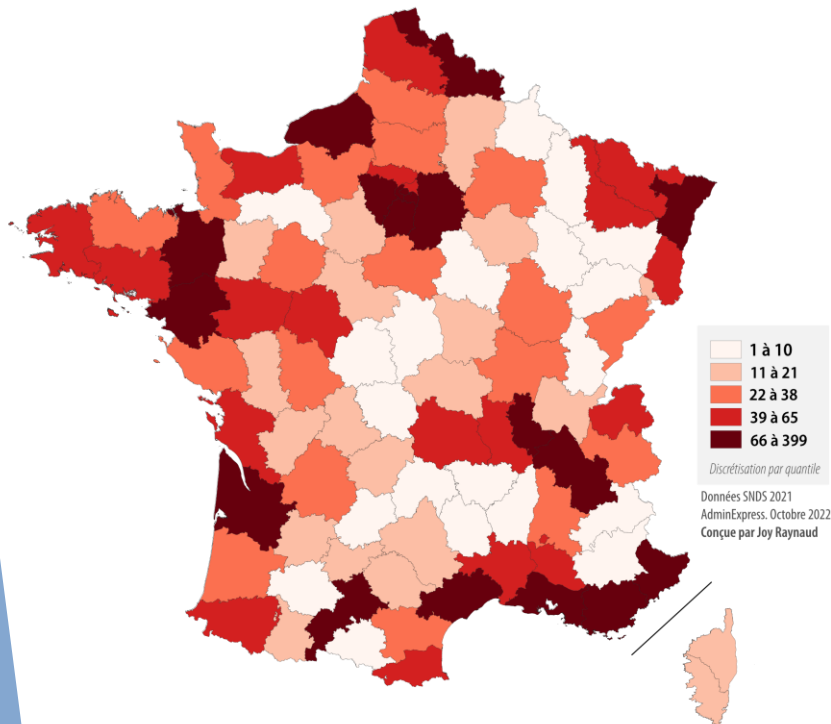 1 à 10
11 à 21
22 à 38
39 à 65
66 à 399
Discrétisation par quantile
Données SNDS 2021
AdminExpress. Octobre 2022
Conçue par Joy Raynaud